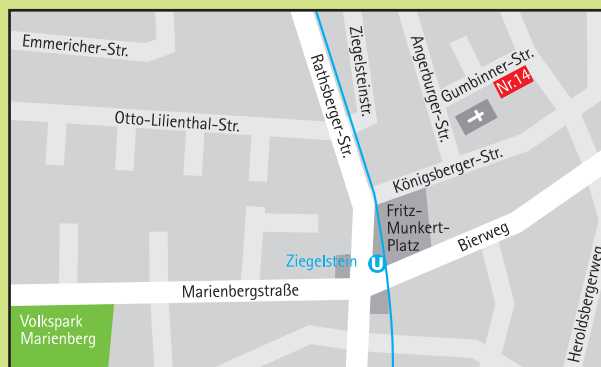 Emmericher-Str.
Otto-Lilienthal-Str.
Rathsberger-Str.
Ziegelsteinstr.
Angerburger-Str.
Gumbinner-Str.
Nr.14
Königsberger-Str.
Fritz-
Munkert-
Platz
Bierweg
Ziegelstein U
Marienbergstraße
Heroldsbergerweg
Volkspark
Marienberg